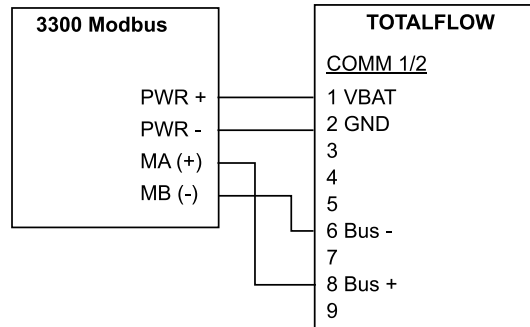 3300 Modbus
PWR +
PWR -
MA (+)
MB (-)
TOTALFLOW
COMM 1/2
1 VBAT
2 GND
3
4
5
6 Bus -
7
8 Bus +
9